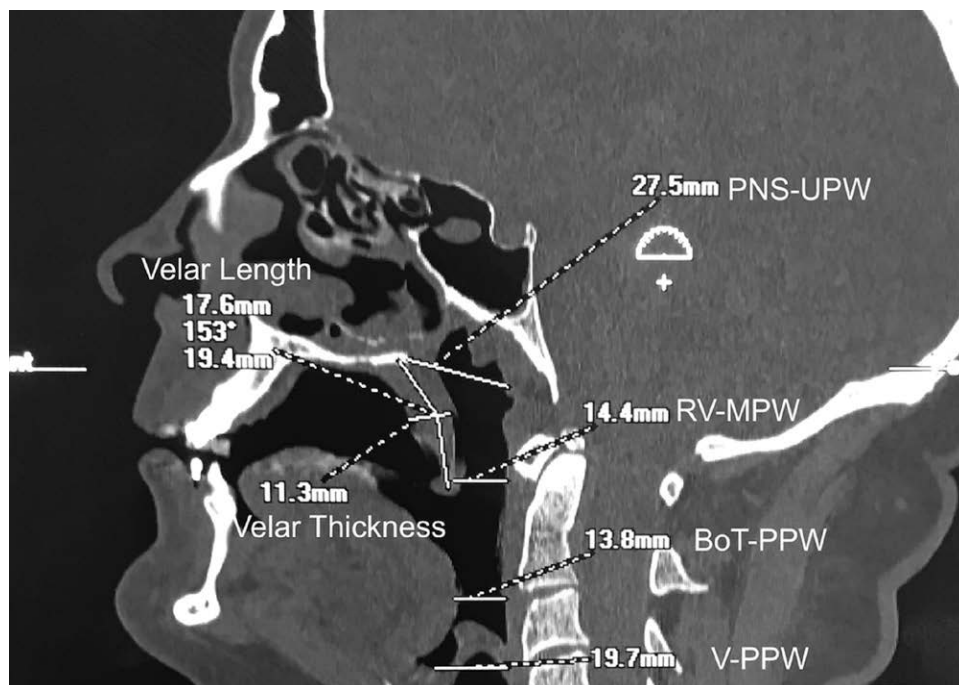 27.5mm PNS-UPW
Velar Length
17.6mm
153°
19.4mm
14.4mm RV-MPW
11.3mm
Velar Thickness
13.8mm BoT-PPW
19.7mm V-PPW